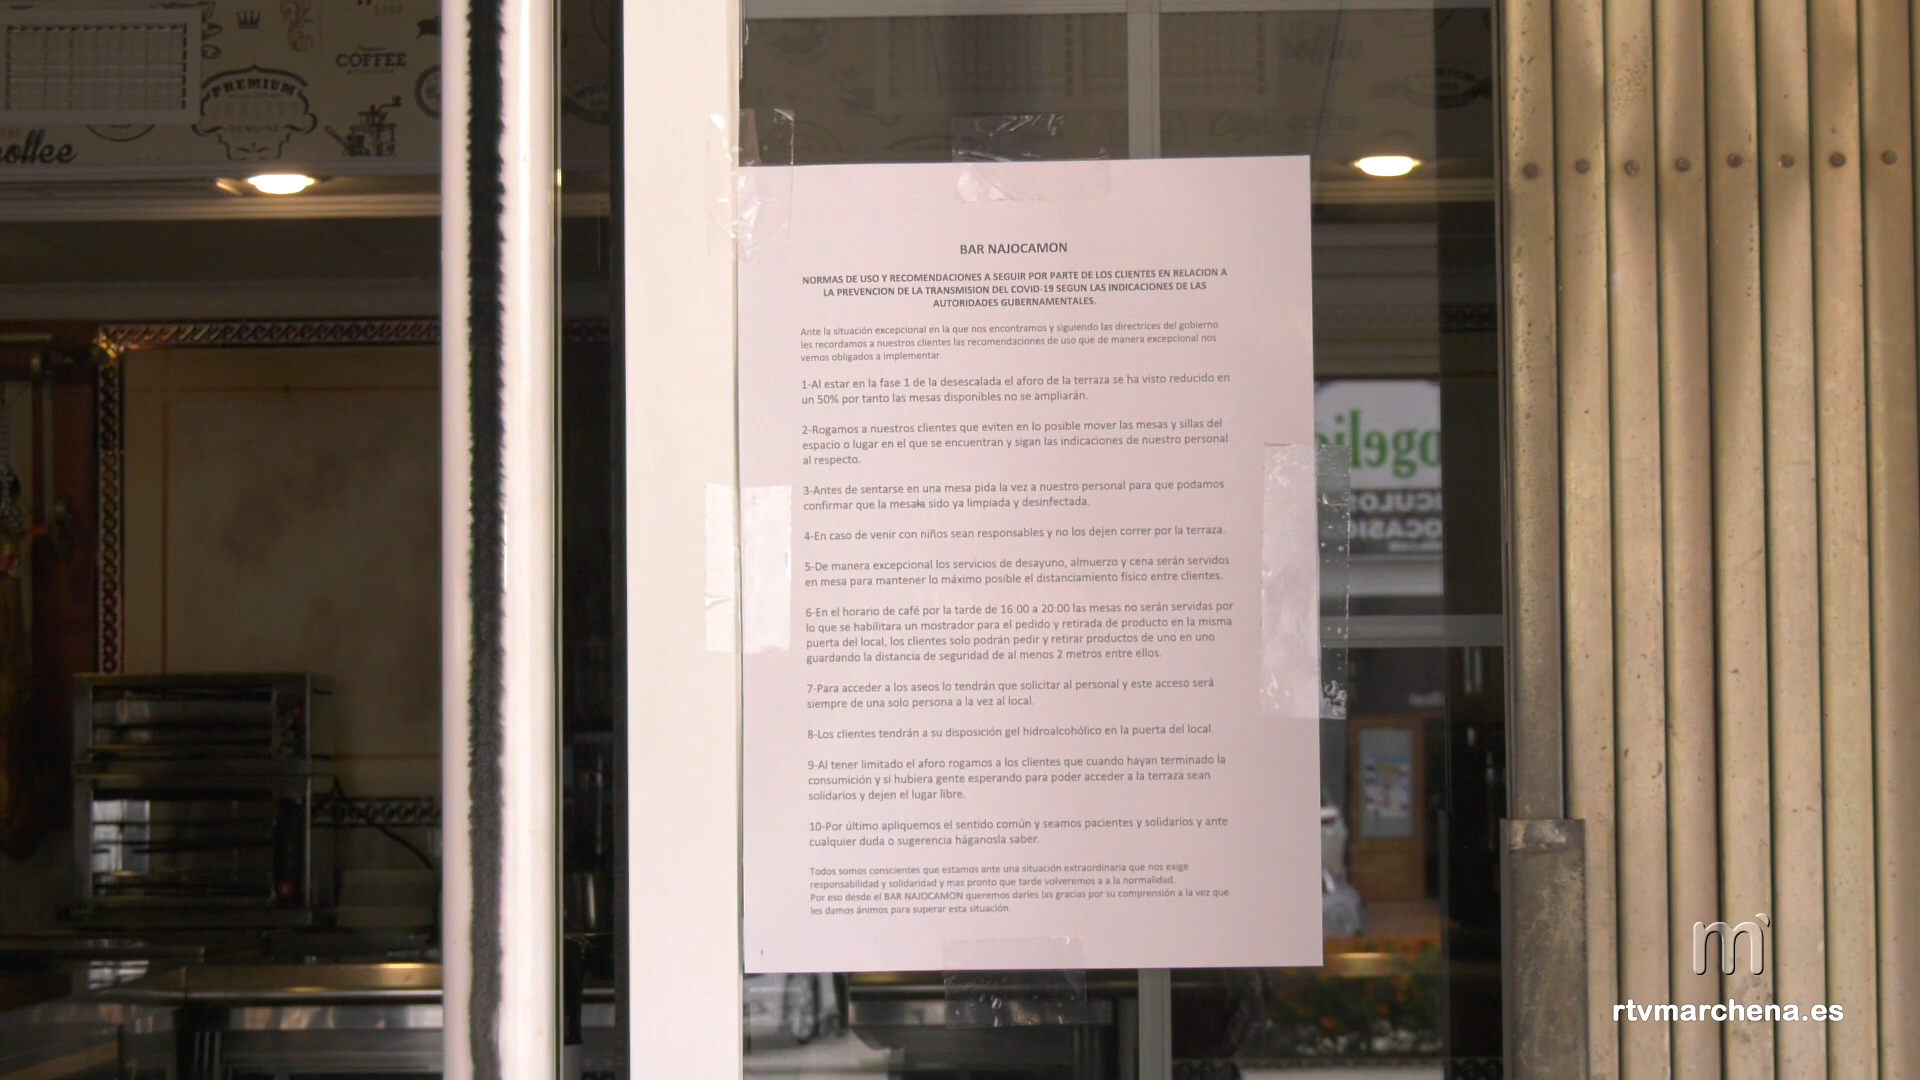 COFFEE
PREMIUM
GENUINE
BAR NAJOCAMON
NORMAS DE USO Y RECOMENDACIONES A SEGUIR POR PARTE DE LOS CLIENTES EN RELACION A
LA PREVENCION DE LA TRANSMISION DEL COVID-19 SEGUN LAS INDICACIONES DE LAS
AUTORIDADES GUBERNAMENTALES.
Ante la situación excepcional en la que nos encontramos y siguiendo las directrices del gobierno
les recordamos a nuestros clientes las recomendaciones de uso que de manera excepcional nos
vemos obligados a implementar.
1-Al estar en la fase 1 de la desescalada el aforo de la terraza se ha visto reducido en
un 50% por tanto las mesas disponibles no se ampliarán.
2-Rogamos a nuestros clientes que eviten en lo posible mover las mesas y sillas del
espacio o lugar en el que se encuentran y sigan las indicaciones de nuestro personal
al respecto.
3-Antes de sentarse en una mesa pida la vez a nuestro personal para que podamos
confirmar que la mesa ha sido ya limpiada y desinfectada.
4-En caso de venir con niños sean responsables y no los dejen correr por la terraza.
5-De manera excepcional los servicios de desayuno, almuerzo y cena serán servidos
en mesa para mantener lo máximo posible el distanciamiento físico entre clientes.
6-En el horario de café por la tarde de 16:00 a 20:00 las mesas no serán servidas por
lo que se habilitara un mostrador para el pedido y retirada de producto en la misma
puerta del local, los clientes solo podrán pedir y retirar productos de uno en uno
guardando la distancia de seguridad de al menos 2 metros entre ellos.
7-Para acceder a los aseos lo tendrán que solicitar al personal y este acceso será
siempre de una solo persona a la vez al local.
8-Los clientes tendrán a su disposición gel hidroalcohólico en la puerta del local.
9-Al tener limitado el aforo rogamos a los clientes que cuando hayan terminado la
consumición y si hubiera gente esperando para poder acceder a la terraza sean
solidarios y dejen el lugar libre.
10-Por último apliquemos el sentido común y seamos pacientes y solidarios y ante
cualquier duda o sugerencia háganosla saber.
Todos somos conscientes que estamos ante una situación extraordinaria que nos exige
responsabilidad y solidaridad y mas pronto que tarde volveremos a a la normalidad.
Por eso desde el BAR NAJOCAMON queremos darles las gracias por su comprensión a la vez que
les damos ánimos para superar esta situación.
m
rtvmarchena.es